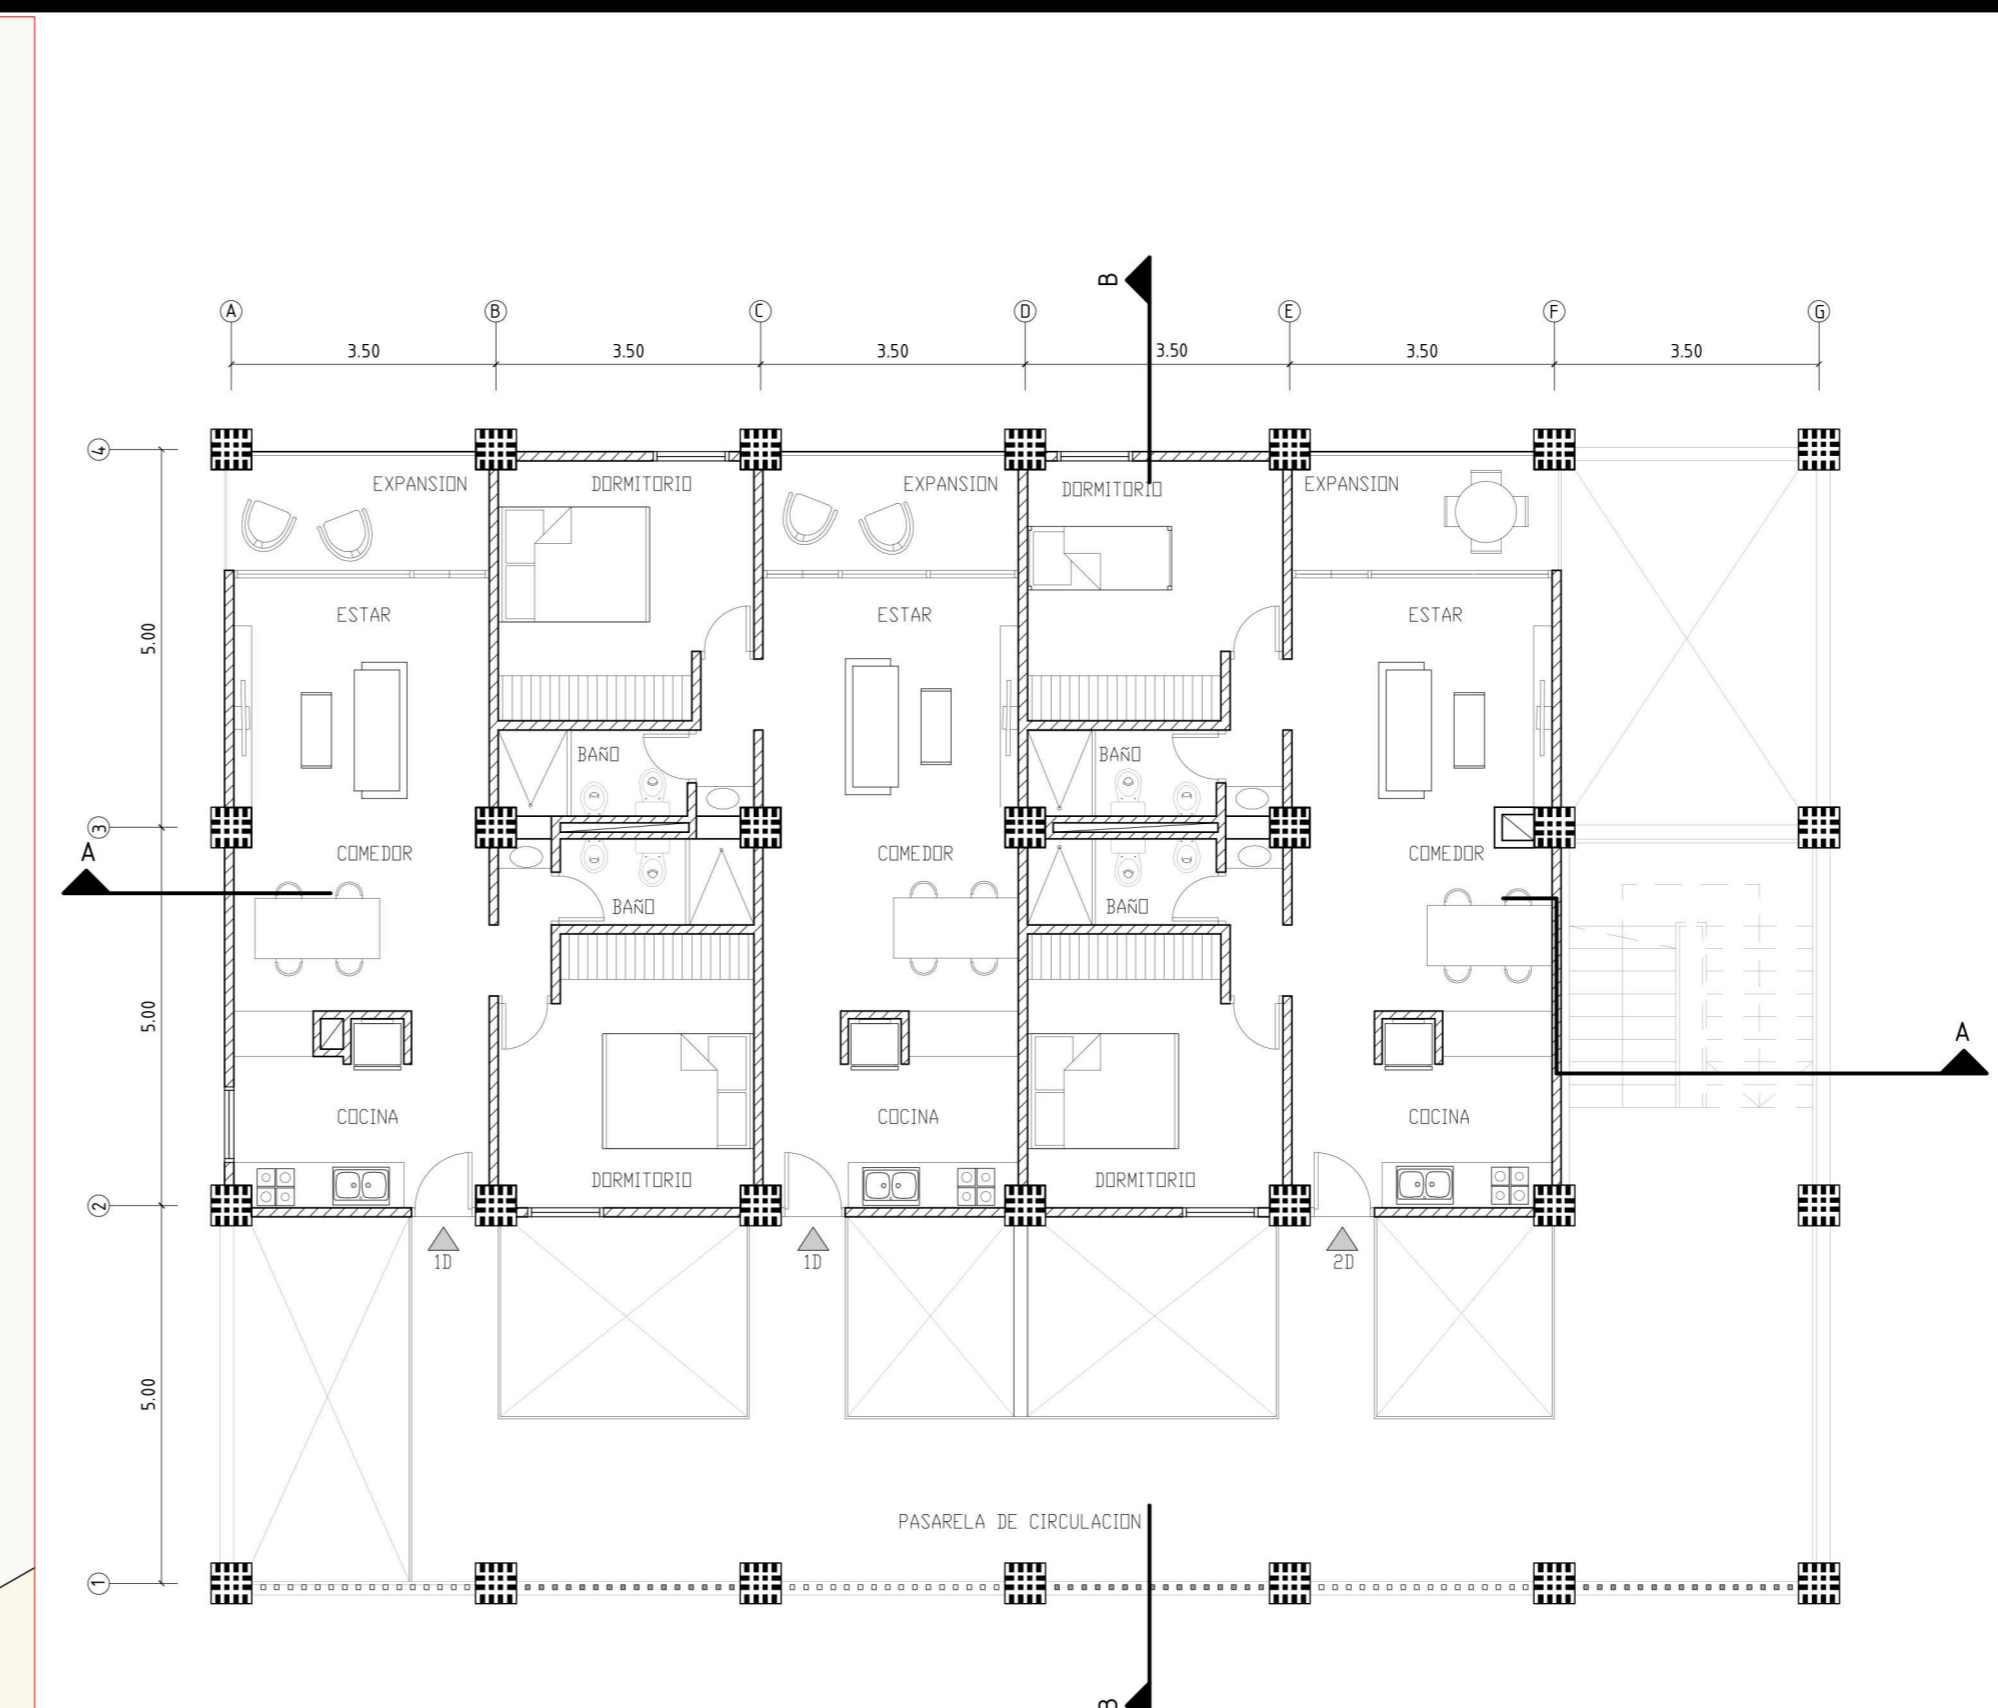 B
A B C D E F G
3.50 3.50 3.50 3.50 3.50 3.50
4
EXPANSION DORMITORIO EXPANSION DORMITORIO EXPANSION
5.00
ESTAR ESTAR ESTAR
BAÑO BAÑO
3
A
COMEDOR COMEDOR COMEDOR
BAÑO BAÑO
5.00
A
COCINA COCINA COCINA
DORMITORIO DORMITORIO
2
1D 1D 2D
5.00
PASARELA DE CIRCULACION
1
B